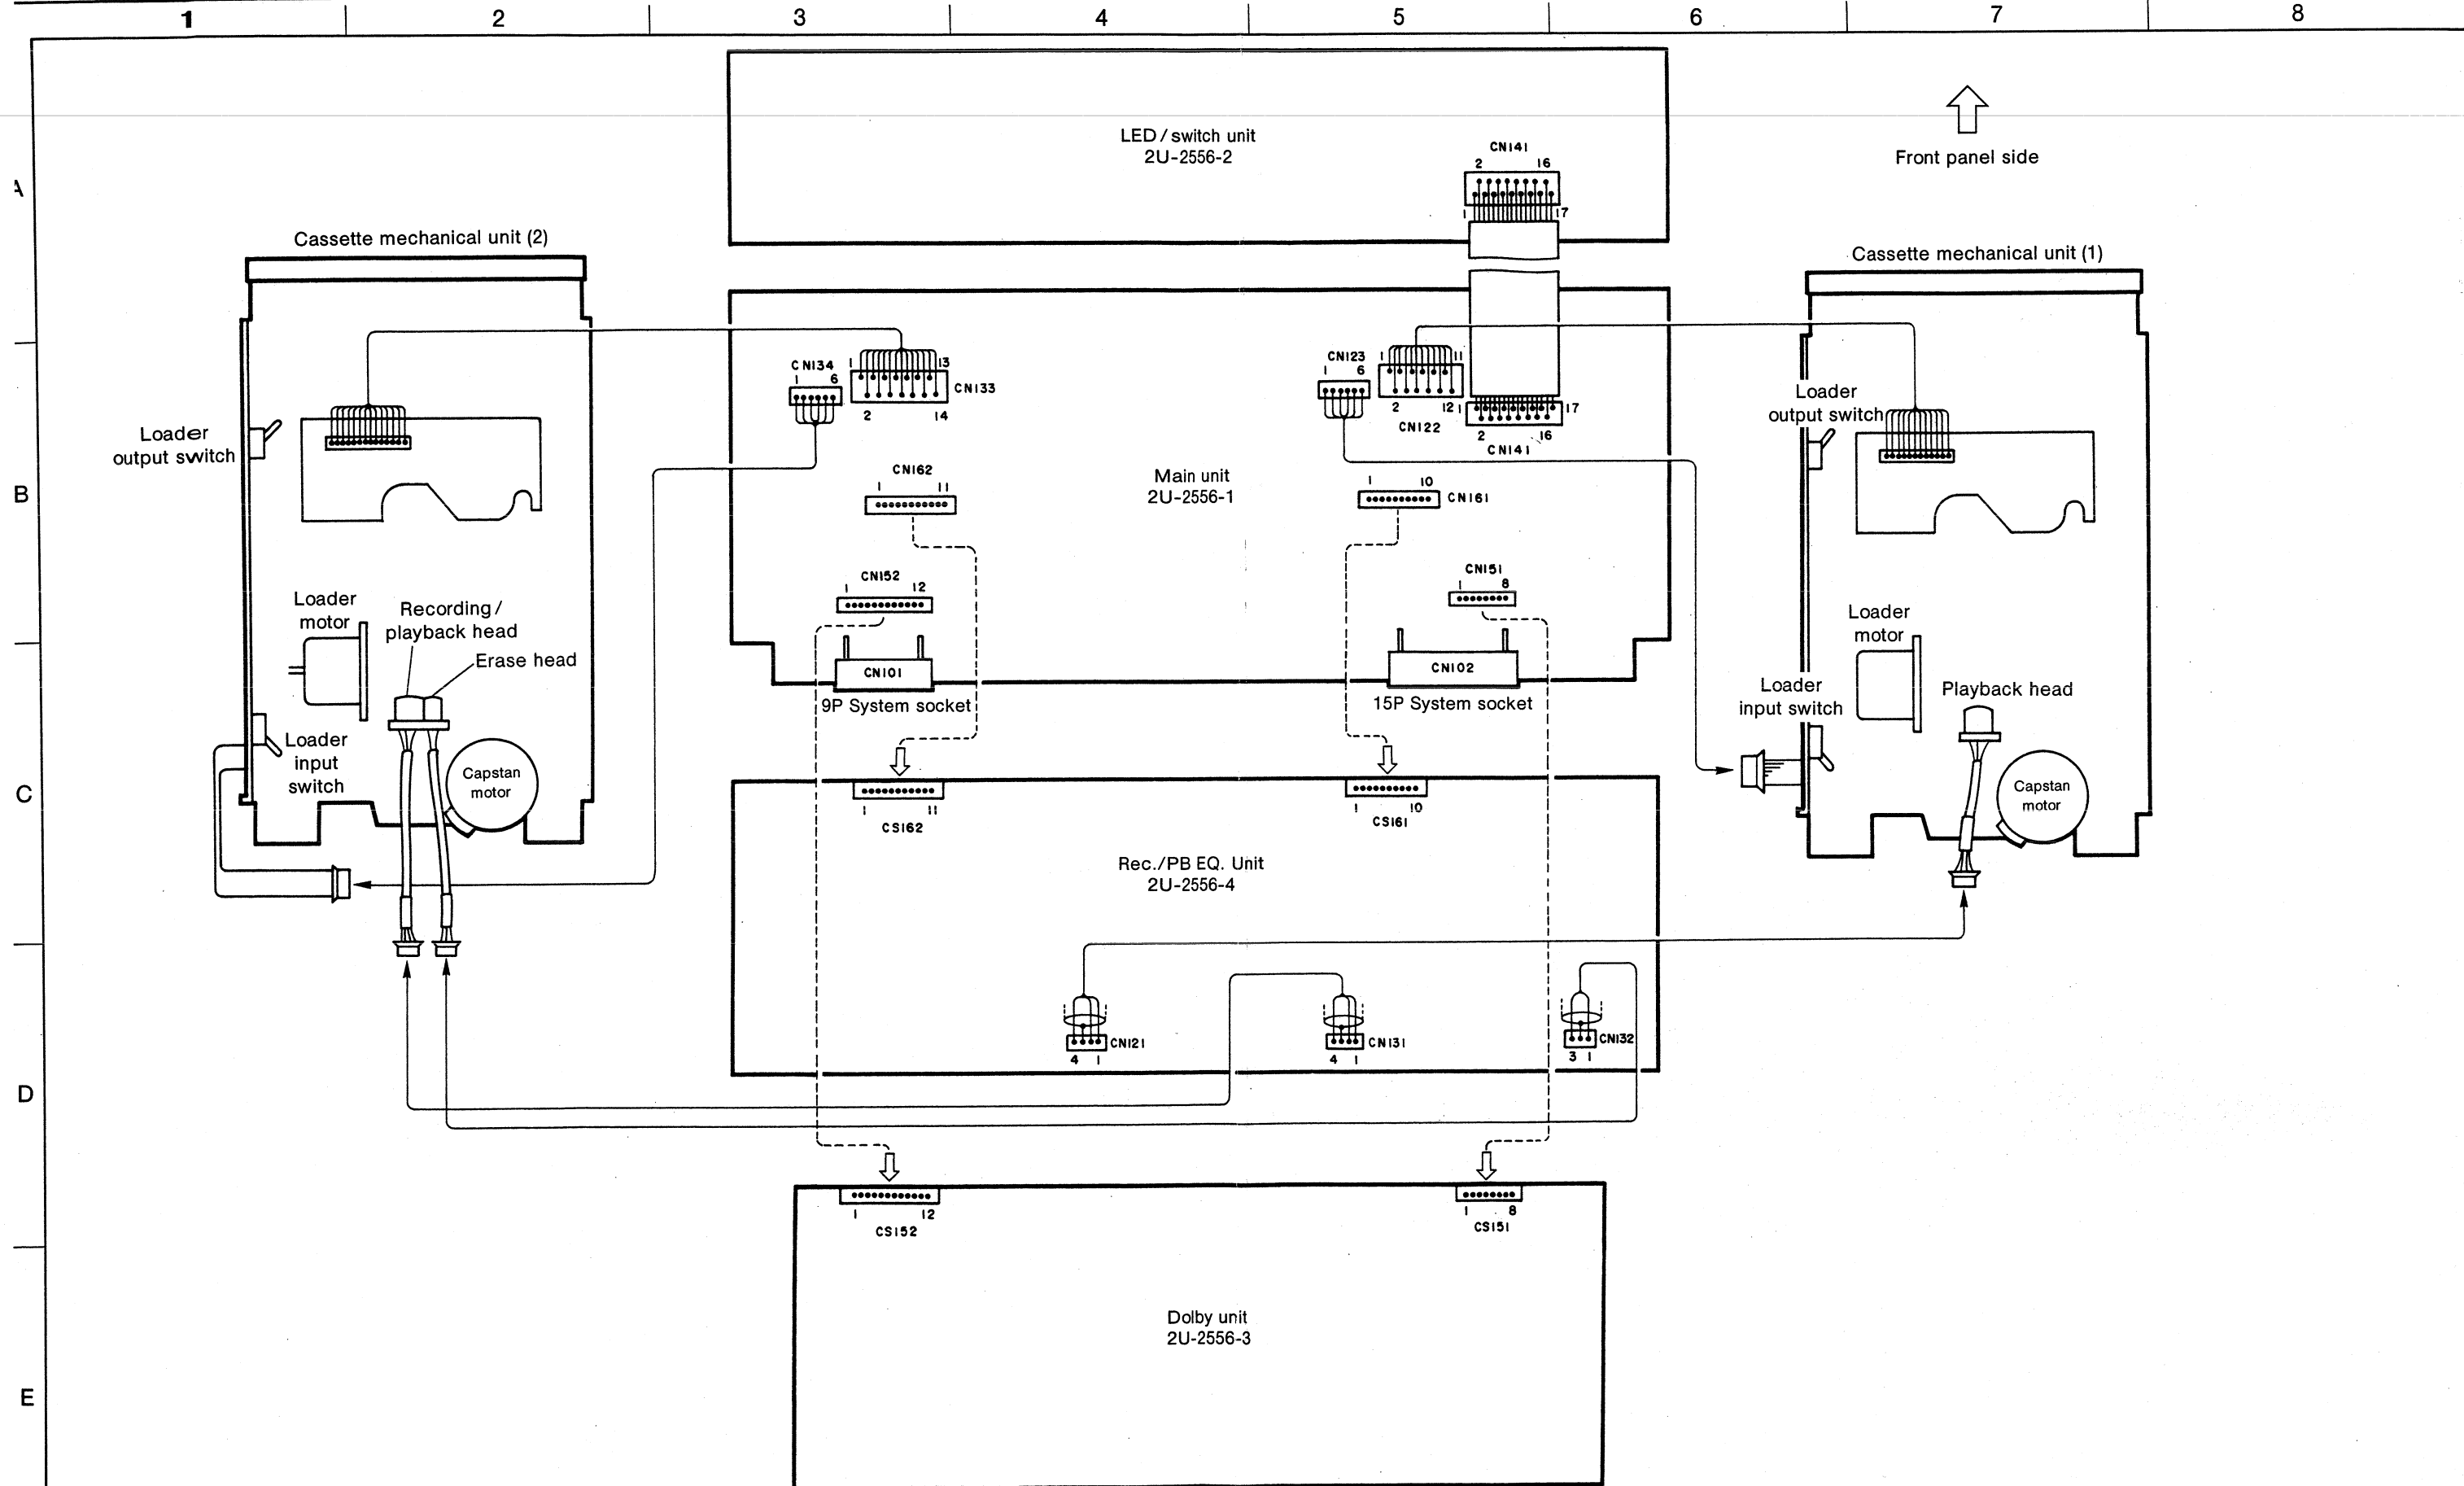 1 2 3 4 5 6 7 8
A
B
C
D
E
LED / switch unit
2U-2556-2
CN141
2 16
1 17
Front panel side
Cassette mechanical unit (2)
Cassette mechanical unit (1)
CN134
1 6
1 13
CN133
2 14
CN123
1 6
1 11
2 12
CN122
1 17
2 16
CN141
Loader
output switch
Loader
output switch
Main unit
2U-2556-1
CN162
1 11
1 10
CN161
CN152
1 12
CN151
1 8
CN101
9P System socket
CN102
15P System socket
Loader
motor
Recording /
playback head
Erase head
Loader
input
switch
Capstan
motor
Loader
motor
Loader
input switch
Playback head
Capstan
motor
1 11
CS162
1 10
CS161
Rec./PB EQ. Unit
2U-2556-4
CN121
4 1
CN131
4 1
CN132
3 1
1 12
CS152
1 8
CS151
Dolby unit
2U-2556-3